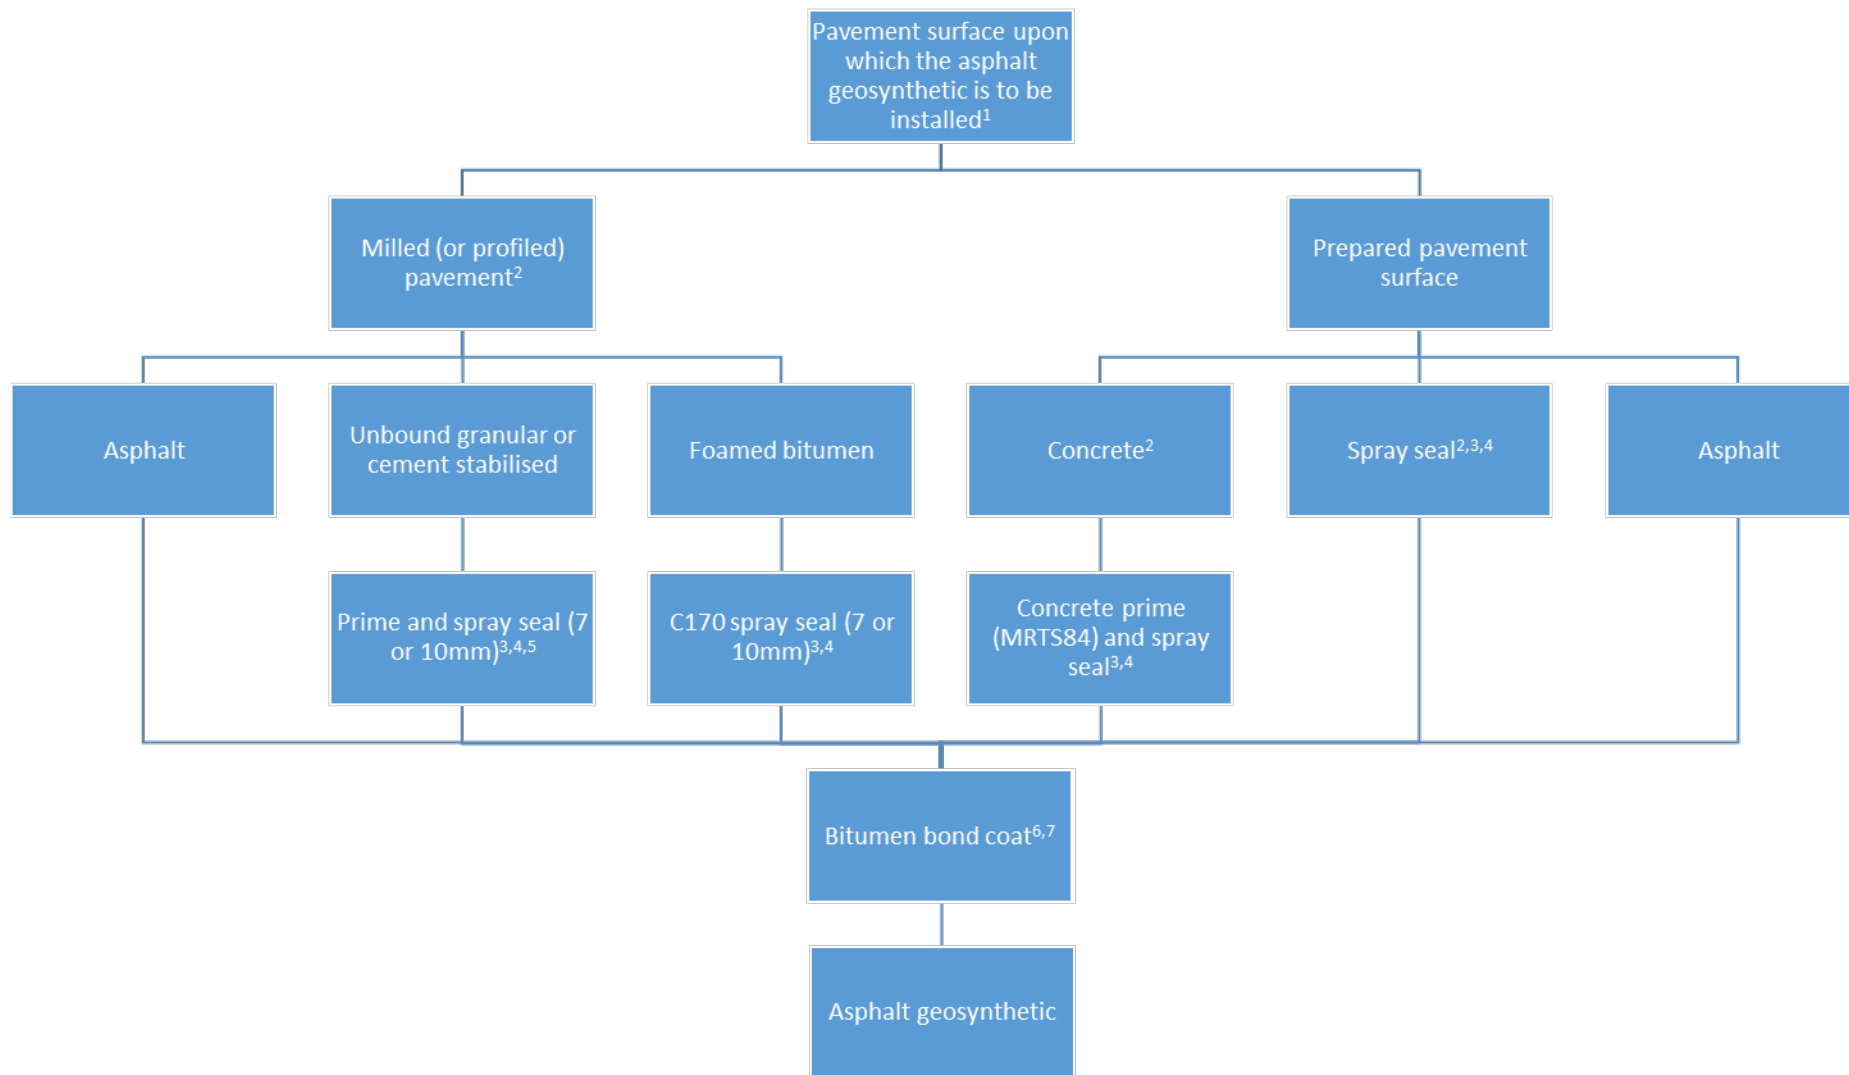 Pavement surface upon
which the asphalt
geosynthetic is to be
installed¹
Milled (or profiled)
pavement²
Prepared pavement
surface
Asphalt
Unbound granular or
cement stabilised
Foamed bitumen
Concrete²
Spray seal²,³,⁴
Asphalt
Prime and spray seal (7
or 10mm)³,⁴,⁵
C170 spray seal (7 or
10mm)³,⁴
Concrete prime
(MRTS84) and spray
seal³,⁴
Bitumen bond coat⁶,⁷
Asphalt geosynthetic